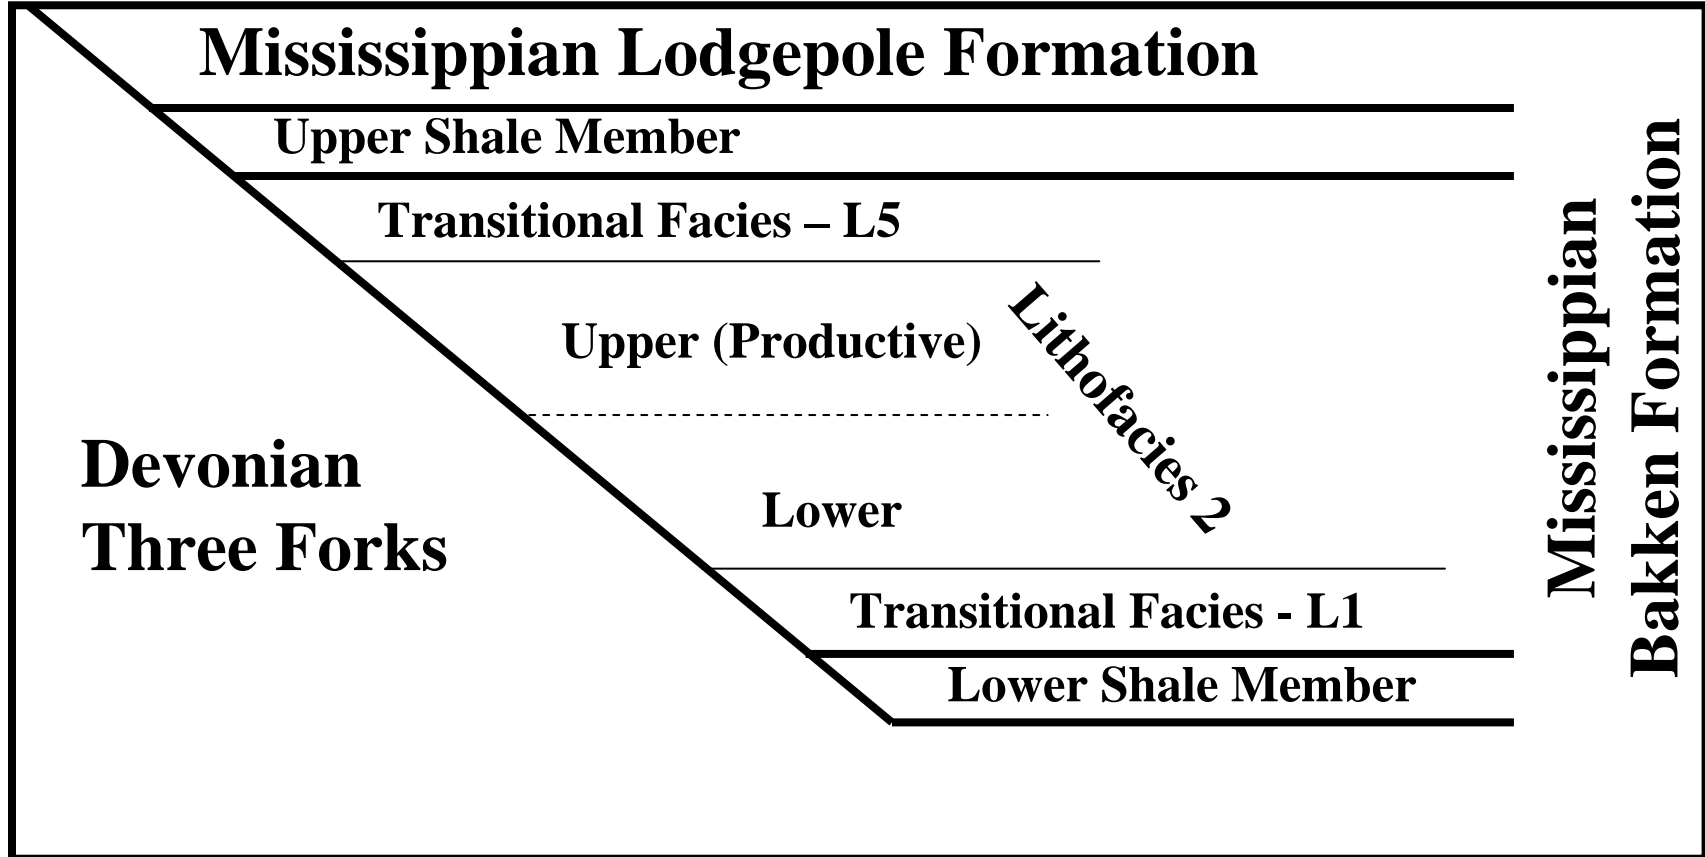 Mississippian Lodgepole Formation
Upper Shale Member
Transitional Facies – L5
Upper (Productive)
Lithofacies 2
Lower
Devonian
Three Forks
Transitional Facies - L1
Lower Shale Member
Mississippian
Bakken Formation